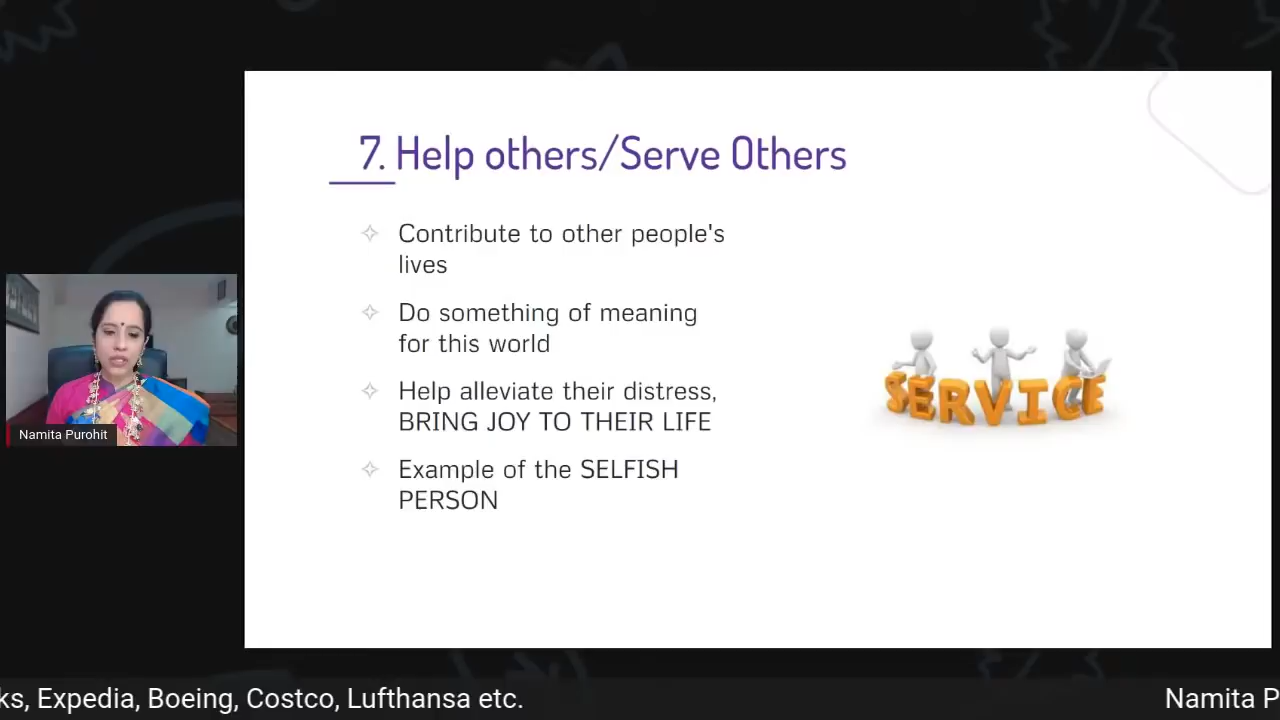 7. Help others/Serve Others
Contribute to other people's
lives
Do something of meaning
for this world
Help alleviate their distress,
BRING JOY TO THEIR LIFE
Example of the SELFISH
PERSON
SERVICE
Namita Purohit
ks, Expedia, Boeing, Costco, Lufthansa etc.
Namita P